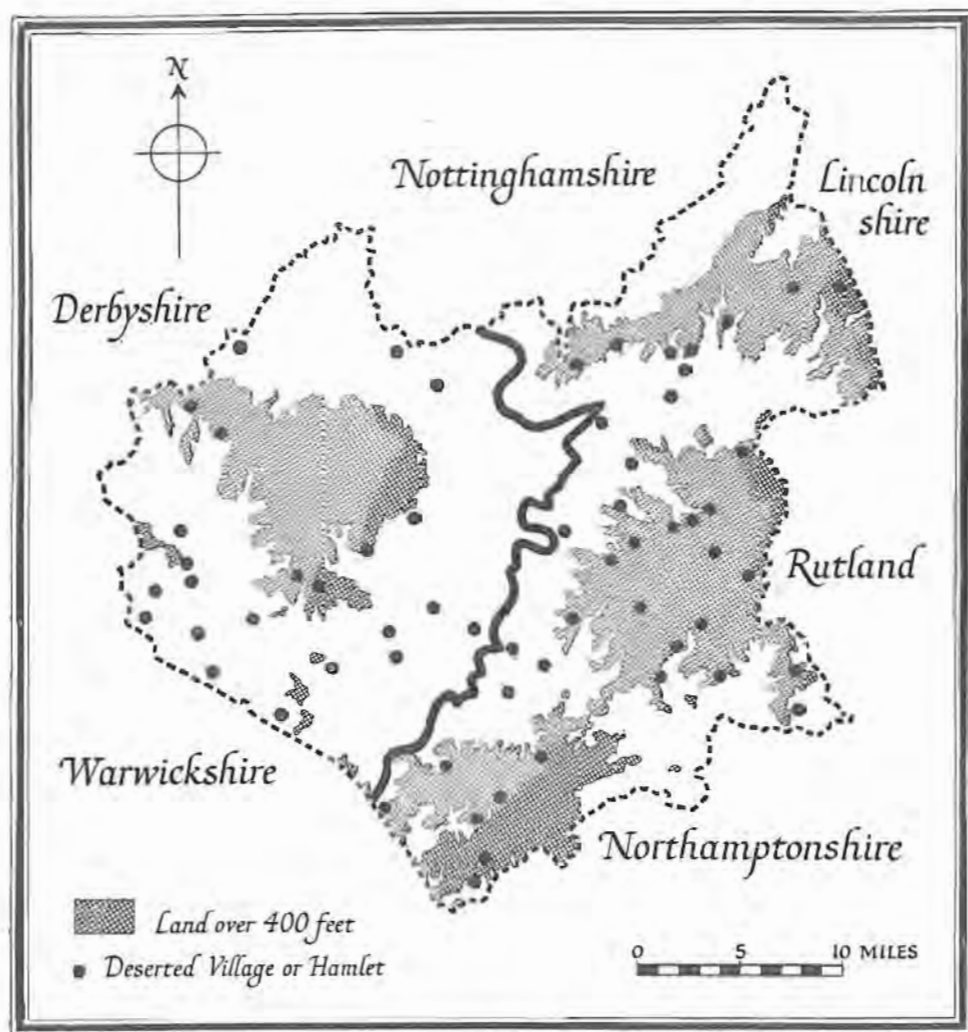 N
Nottinghamshire
Lincoln
shire
Derbyshire
Rutland
Warwickshire
Northamptonshire
Land over 400 feet
Deserted Village or Hamlet
0 5 10 MILES